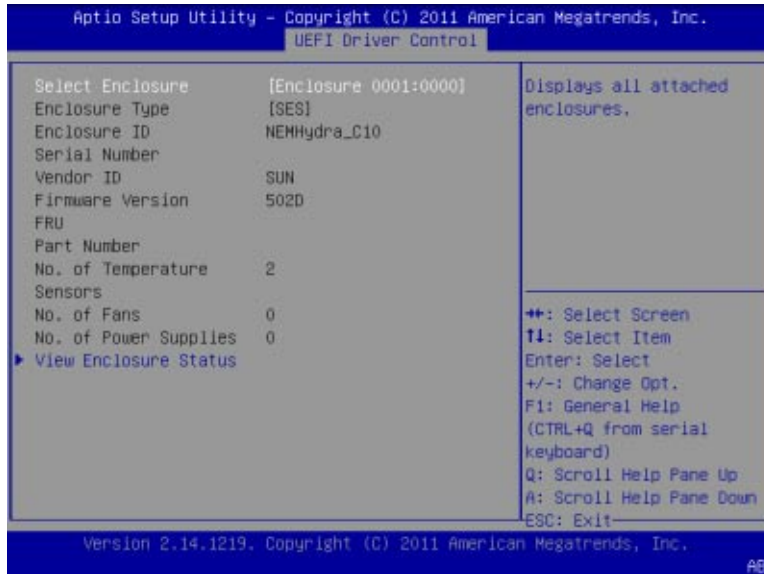 Aptio Setup Utility – Copyright (C) 2011 American Megatrends, Inc.
UEFI Driver Control
Select Enclosure [Enclosure 0001:0000]
Enclosure Type [SES]
Enclosure ID NEMHydra_C10
Serial Number
Vendor ID SUN
Firmware Version 502D
FRU
Part Number
No. of Temperature 2
Sensors
No. of Fans 0
No. of Power Supplies 0
View Enclosure Status
Displays all attached
enclosures.
↔: Select Screen
↑↓: Select Item
Enter: Select
+/-: Change Opt.
F1: General Help
(CTRL+Q from serial
keyboard)
Q: Scroll Help Pane Up
A: Scroll Help Pane Down
ESC: Exit
Version 2.14.1219. Copyright (C) 2011 American Megatrends, Inc.
AB